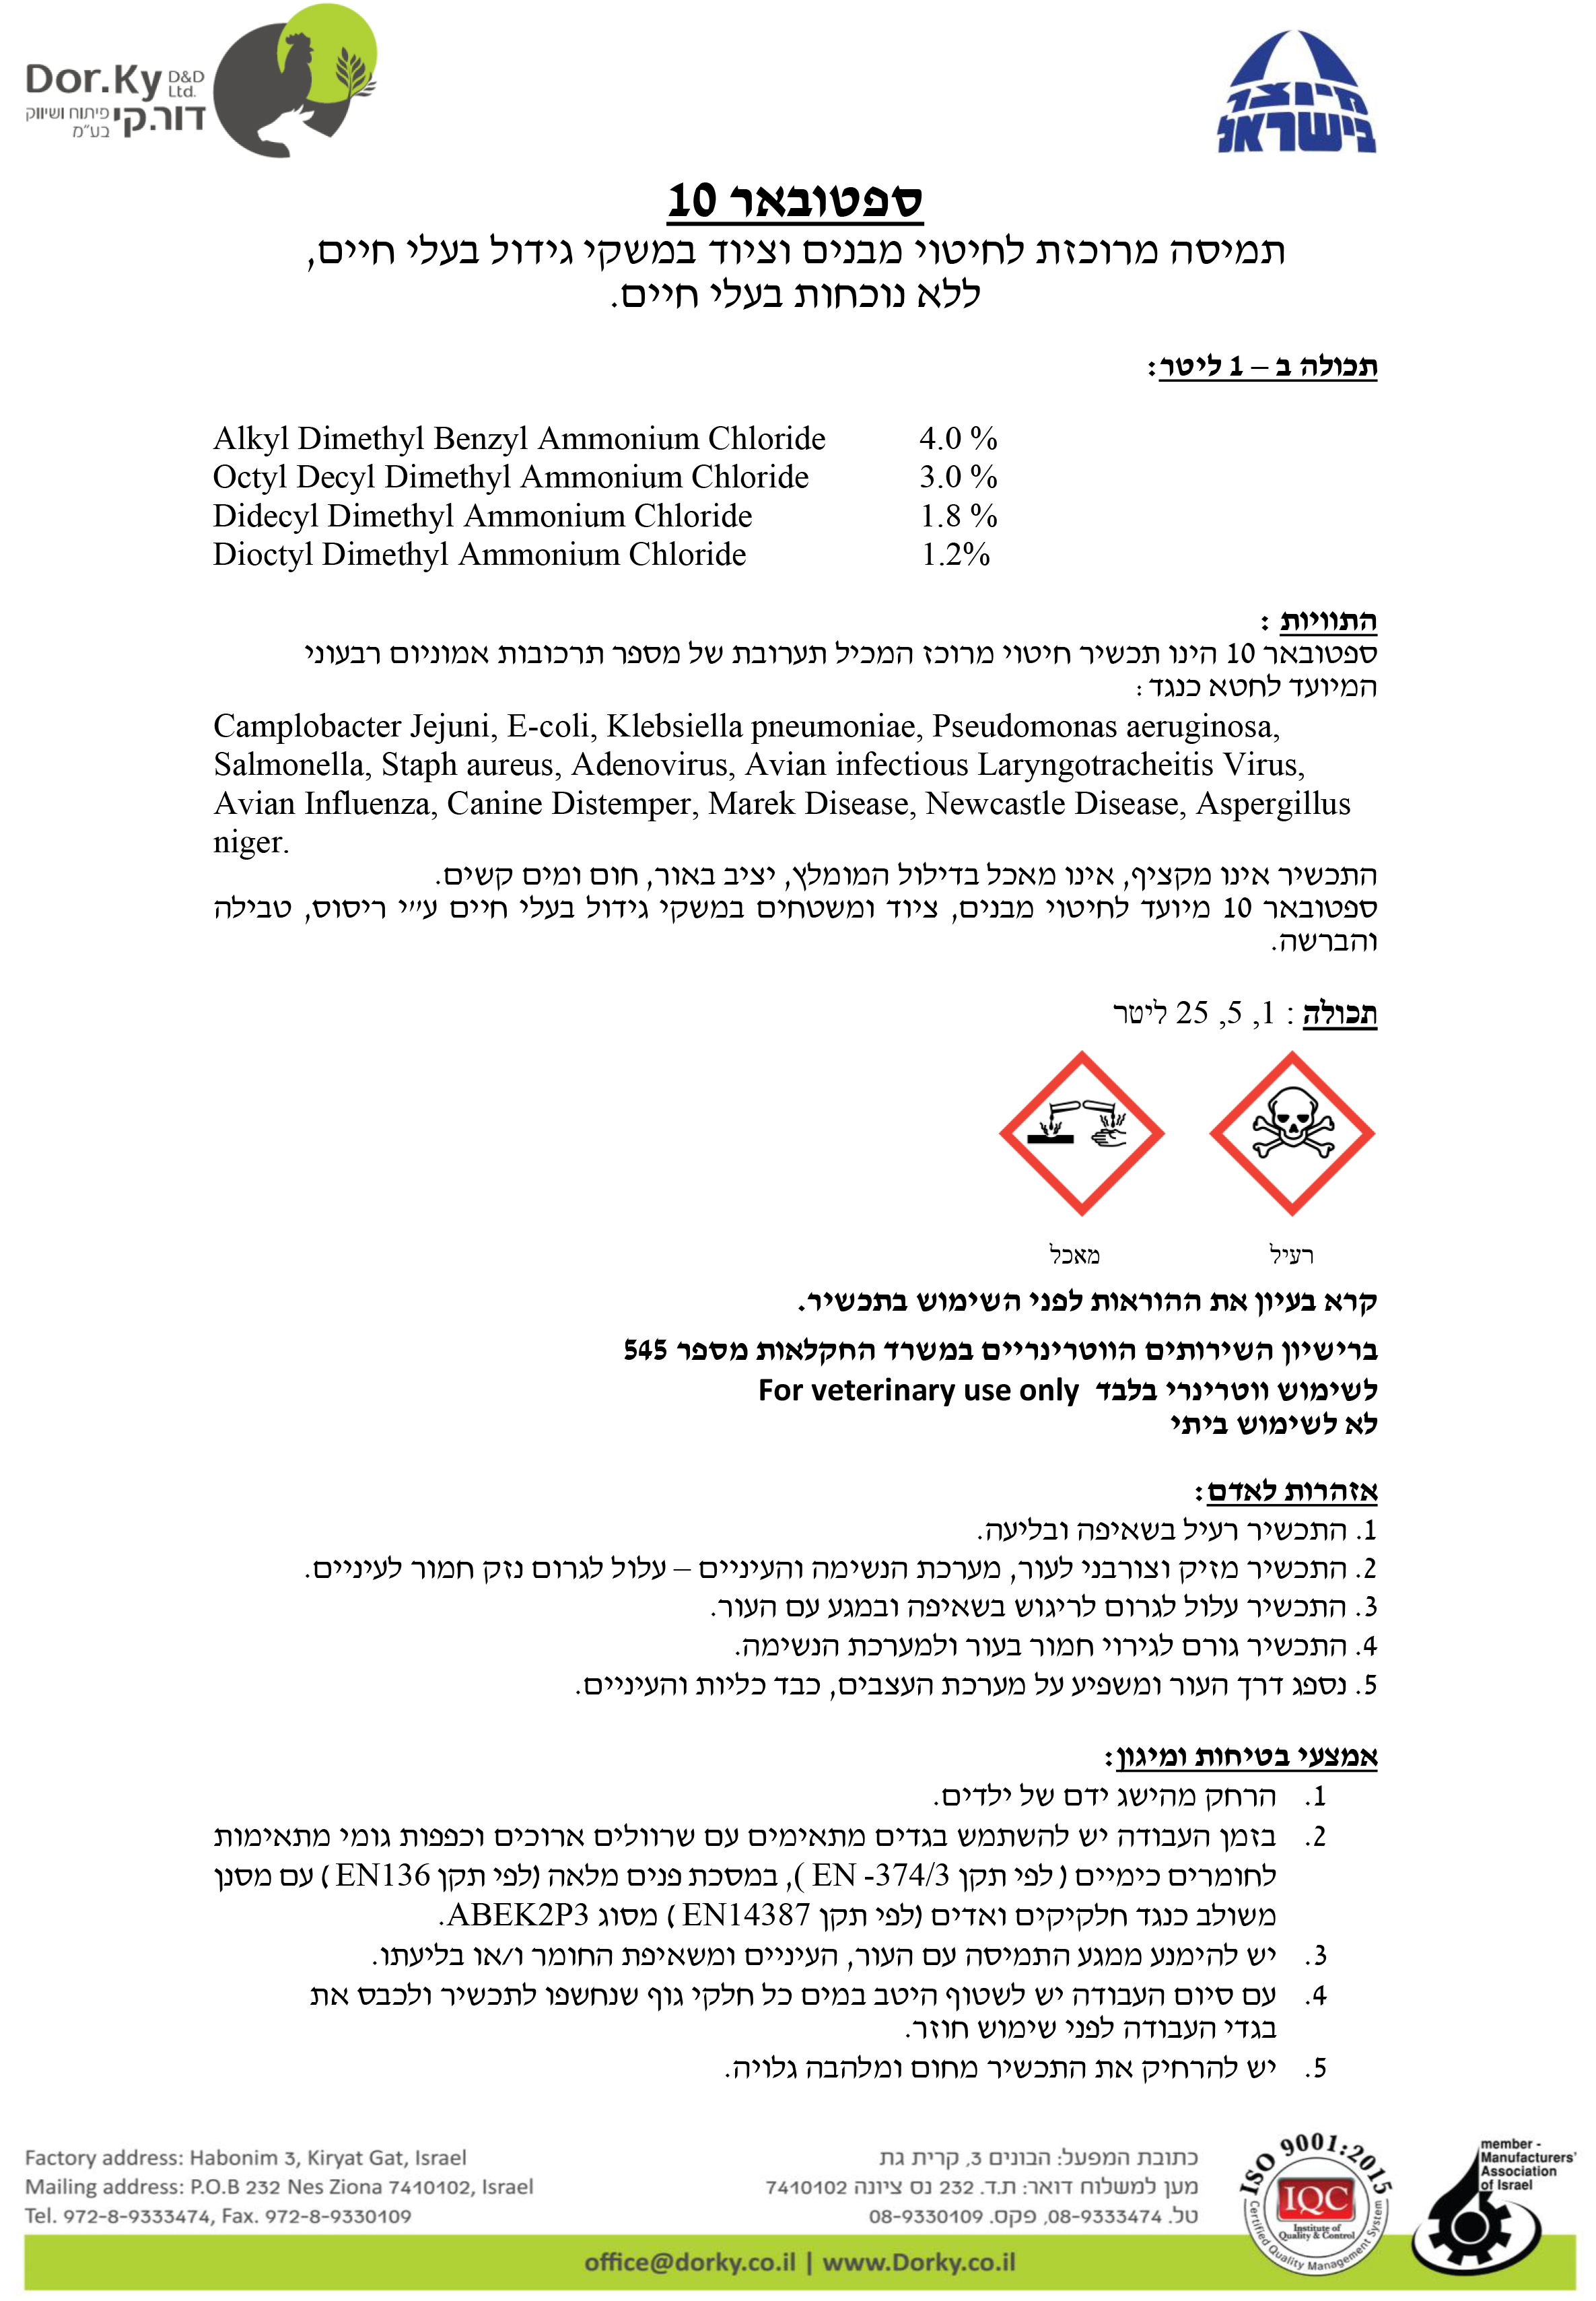 Dor.Ky D&D Ltd.
דור.קי פיתוח ושיווק בע"מ
מיוצר
בישראל
ספטובאר 10
תמיסה מרוכזת לחיטוי מבנים וציוד במשקי גידול בעלי חיים,
ללא נוכחות בעלי חיים.
תכולה ב – 1 ליטר:
Alkyl Dimethyl Benzyl Ammonium Chloride 4.0 %
Octyl Decyl Dimethyl Ammonium Chloride 3.0 %
Didecyl Dimethyl Ammonium Chloride 1.8 %
Dioctyl Dimethyl Ammonium Chloride 1.2%
התוויות :
ספטובאר 10 הינו תכשיר חיטוי מרוכז המכיל תערובת של מספר תרכובות אמוניום רבעוני
המיועד לחטא כנגד :
Camplobacter Jejuni, E-coli, Klebsiella pneumoniae, Pseudomonas aeruginosa,
Salmonella, Staph aureus, Adenovirus, Avian infectious Laryngotracheitis Virus,
Avian Influenza, Canine Distemper, Marek Disease, Newcastle Disease, Aspergillus
niger.
התכשיר אינו מקציף, אינו מאכל בדילול המומלץ, יציב באור, חום ומים קשים.
ספטובאר 10 מיועד לחיטוי מבנים, ציוד ומשטחים במשקי גידול בעלי חיים ע"י ריסוס, טבילה
והברשה.
תכולה : 1, 5, 25 ליטר
רעיל
מאכל
קרא בעיון את ההוראות לפני השימוש בתכשיר.
ברישיון השירותים הווטרינריים במשרד החקלאות מספר 545
לשימוש ווטרינרי בלבד For veterinary use only
לא לשימוש ביתי
אזהרות לאדם:
1. התכשיר רעיל בשאיפה ובליעה.
2. התכשיר מזיק וצורבני לעור, מערכת הנשימה והעיניים – עלול לגרום נזק חמור לעיניים.
3. התכשיר עלול לגרום לריגוש בשאיפה ובמגע עם העור.
4. התכשיר גורם לגירוי חמור בעור ולמערכת הנשימה.
5. נספג דרך העור ומשפיע על מערכת העצבים, כבד כליות והעיניים.
אמצעי בטיחות ומיגון:
1. הרחק מהישג ידם של ילדים.
2. בזמן העבודה יש להשתמש בגדים מתאימים עם שרוולים ארוכים וכפפות גומי מתאימות
לחומרים כימיים ( לפי תקן EN -374/3 ), במסכת פנים מלאה (לפי תקן EN136 ) עם מסנן
משולב כנגד חלקיקים ואדים (לפי תקן EN14387 ) מסוג ABEK2P3.
3. יש להימנע ממגע התמיסה עם העור, העיניים ומשאיפת החומר ו/או בליעתו.
4. עם סיום העבודה יש לשטוף היטב במים כל חלקי גוף שנחשפו לתכשיר ולכבס את
בגדי העבודה לפני שימוש חוזר.
5. יש להרחיק את התכשיר מחום ומלהבה גלויה.
Factory address: Habonim 3, Kiryat Gat, Israel
Mailing address: P.O.B 232 Nes Ziona 7410102, Israel
Tel. 972-8-9333474, Fax. 972-8-9330109
כתובת המפעל: הבונים 3, קרית גת
מען למשלוח דואר: ת.ד. 232 נס ציונה 7410102
טל. 08-9333474, פקס. 08-9330109
ISO 9001:2015
IQC
Institute of
Quality & Control
Certified Quality Management System
member -
Manufacturers'
Association
of Israel
office@dorky.co.il | www.Dorky.co.il